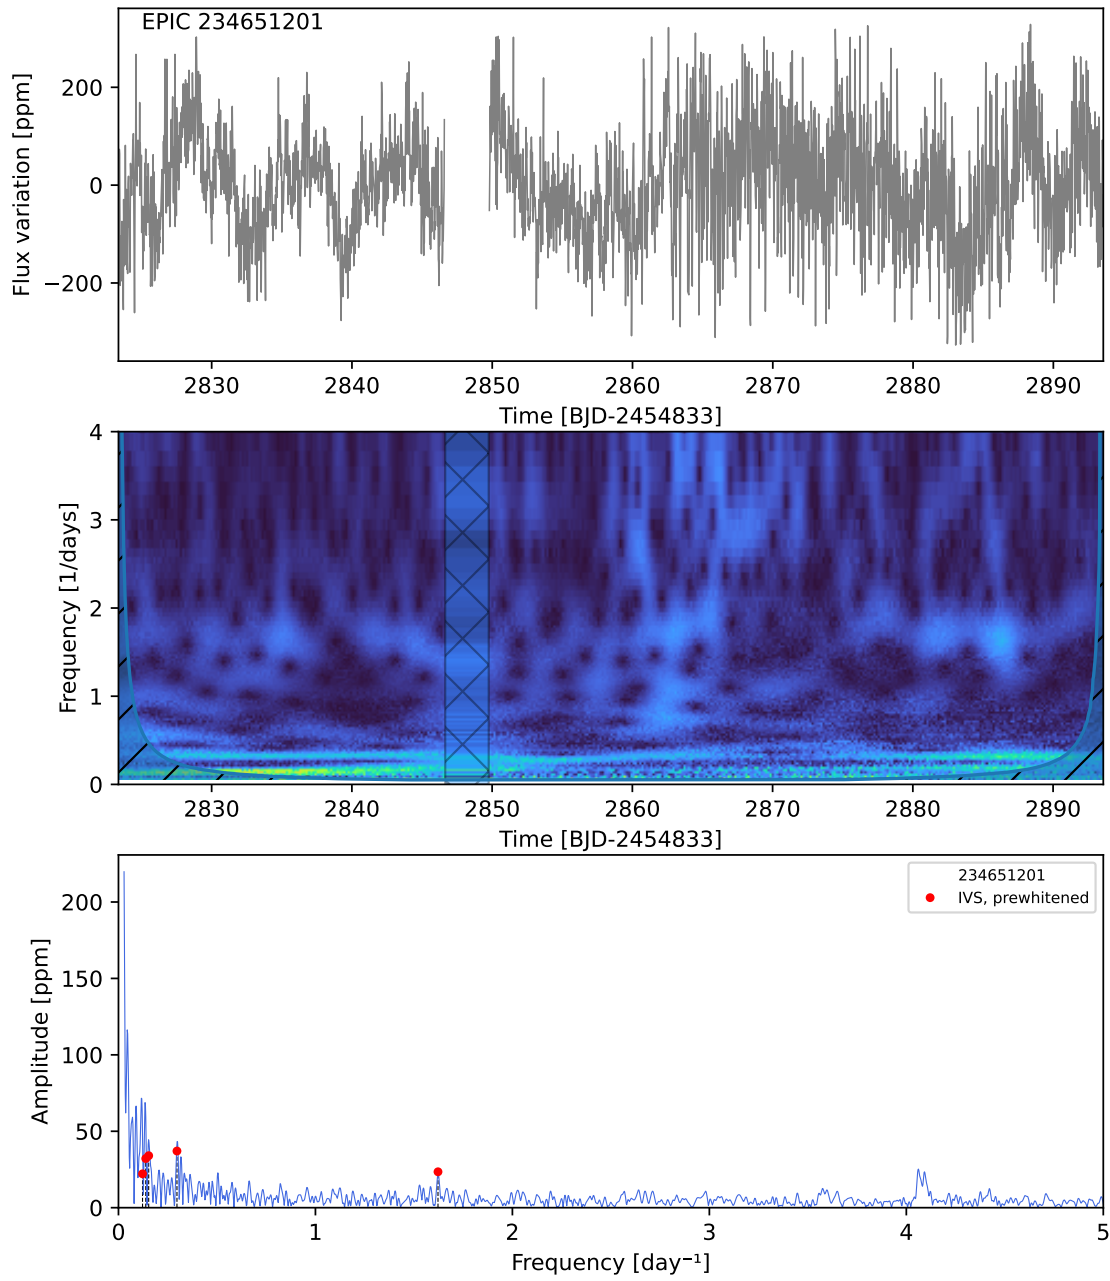 EPIC 234651201
Flux variation [ppm]
200
0
−200
2830 2840 2850 2860 2870 2880 2890
Time [BJD-2454833]
Frequency [1/days]
4
3
2
1
0
2830 2840 2850 2860 2870 2880 2890
Time [BJD-2454833]
234651201
IVS, prewhitened
Amplitude [ppm]
200
150
100
50
0
0 1 2 3 4 5
Frequency [day⁻¹]